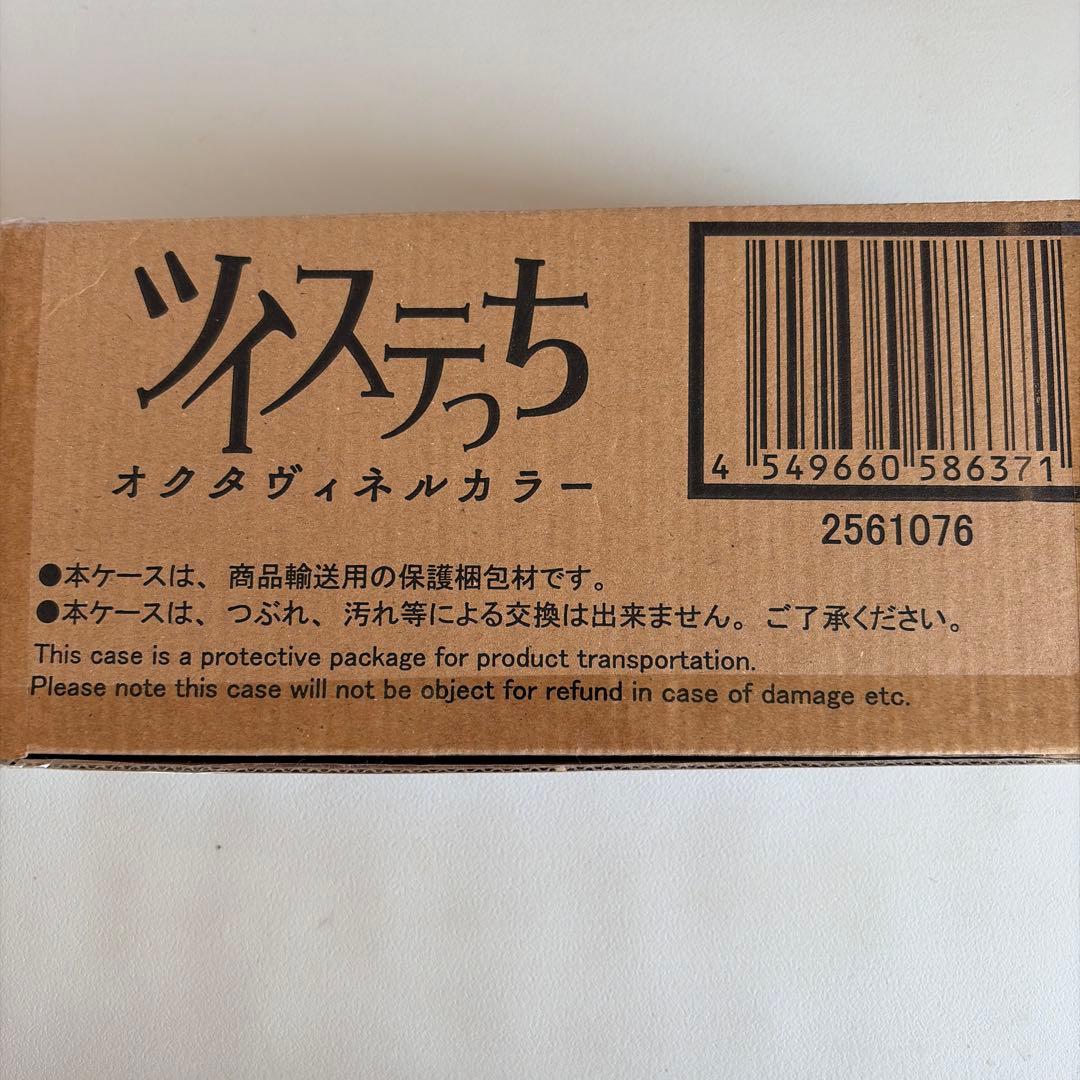 ツイステっち
オクタヴィネルカラー
4 549660 586371
2561076
●本ケースは、商品輸送用の保護梱包材です。
●本ケースは、つぶれ、汚れ等による交換は出来ません。ご了承ください。
This case is a protective package for product transportation.
Please note this case will not be object for refund in case of damage etc.